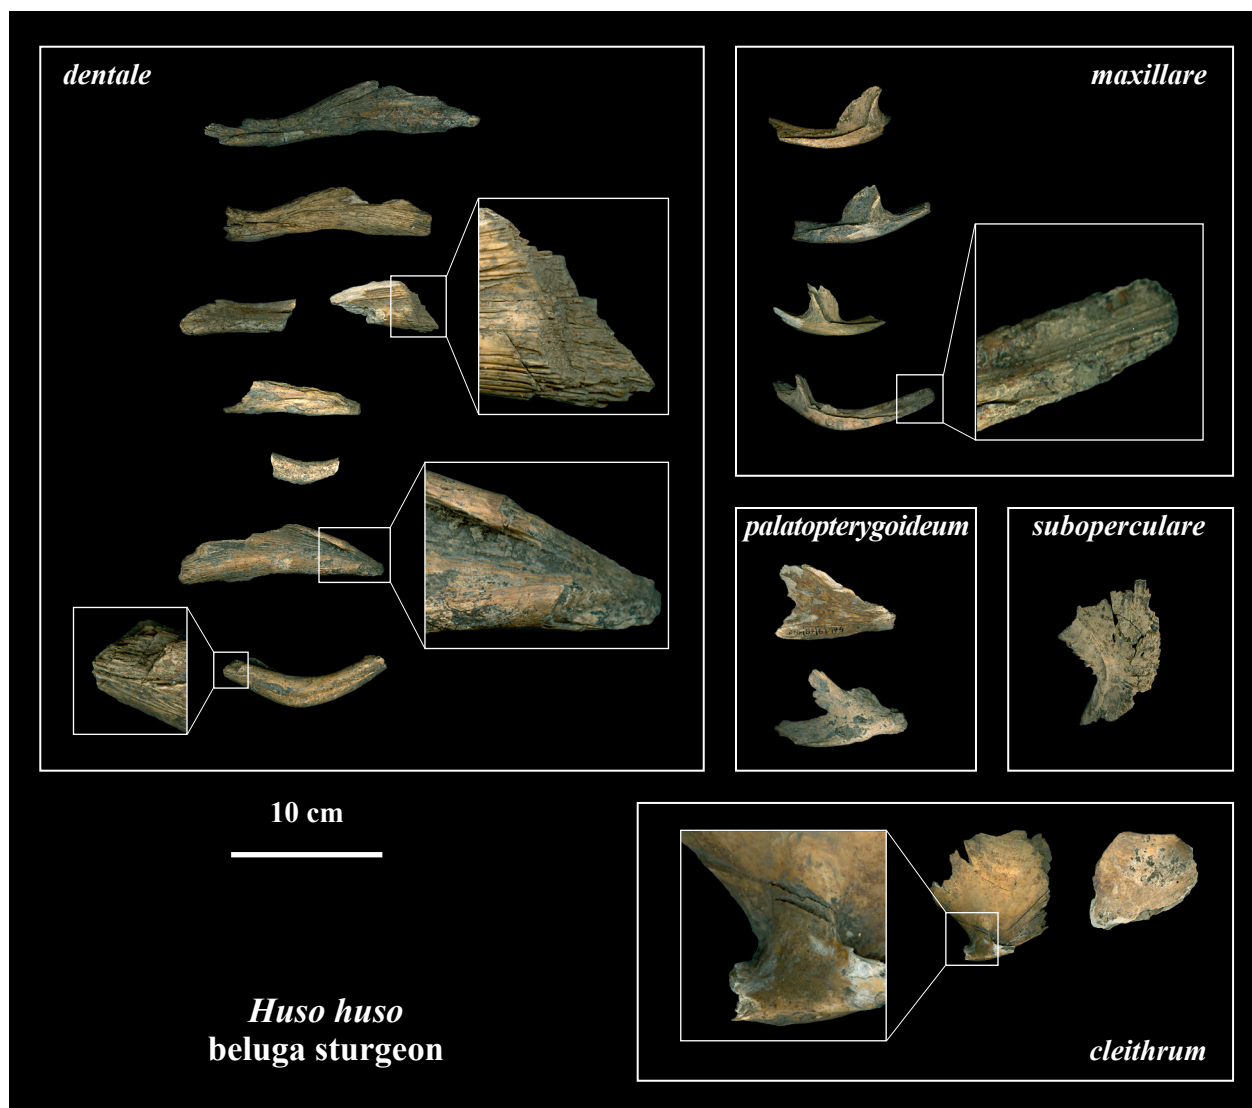 dentale
maxillare
palatopterygoideum
suboperculare
10 cm
Huso huso
beluga sturgeon
cleithrum